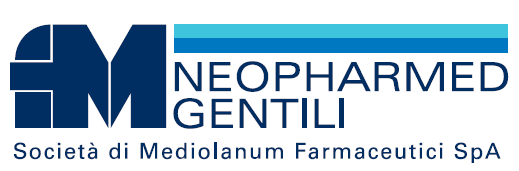 NEOPHARMED
GENTILI
Società di Mediolanum Farmaceutici SpA